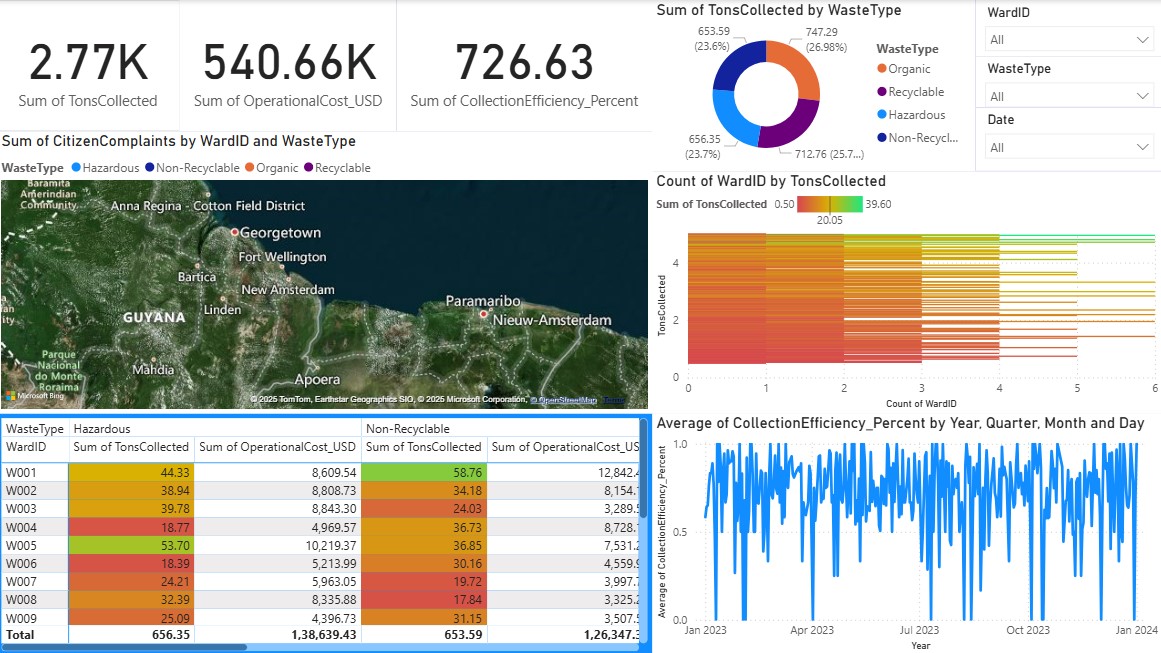 2.77K
Sum of TonsCollected
540.66K
Sum of OperationalCost_USD
726.63
Sum of CollectionEfficiency_Percent
Sum of TonsCollected by WasteType
653.59
(23.6%)
747.29
(26.98%)
656.35
(23.7%)
712.76 (25.7...)
WasteType
Organic
Recyclable
Hazardous
Non-Recycl...
WardID
All
WasteType
All
Date
All
Sum of CitizenComplaints by WardID and WasteType
WasteType Hazardous Non-Recyclable Organic Recyclable
Baramita
Amerindian
Community
Anna Regina - Cotton Field District
Georgetown
Fort Wellington
Bartica
New Amsterdam
Linden
GUYANA
Paramaribo
Nieuw-Amsterdam
Parque
Nacional
do Monte
Roraima
Mahdia
Apoera
Microsoft Bing
© 2025 TomTom, Earthstar Geographics SIO, © 2025 Microsoft Corporation, © OpenStreetMap Terms
Count of WardID by TonsCollected
Sum of TonsCollected 0.50 39.60
20.05
TonsCollected
4
2
0
0 1 2 3 4 5 6
Count of WardID
WasteType Hazardous Non-Recyclable
WardID Sum of TonsCollected Sum of OperationalCost_USD Sum of TonsCollected Sum of OperationalCost_US
W001 44.33 8,609.54 58.76 12,842.4
W002 38.94 8,808.73 34.18 8,154.
W003 39.78 8,843.30 24.03 3,289.5
W004 18.77 4,969.57 36.73 8,728.
W005 53.70 10,219.37 36.85 7,531.2
W006 18.39 5,213.99 30.16 4,559.9
W007 24.21 5,963.05 19.72 3,997.
W008 32.39 8,335.88 17.84 3,325.2
W009 25.09 4,396.73 31.15 3,507.5
Total 656.35 1,38,639.43 653.59 1,26,347.3
Average of CollectionEfficiency_Percent by Year, Quarter, Month and Day
Average of CollectionEfficiency_Percent
1.0
0.5
0.0
Jan 2023 Apr 2023 Jul 2023 Oct 2023 Jan 2024
Year